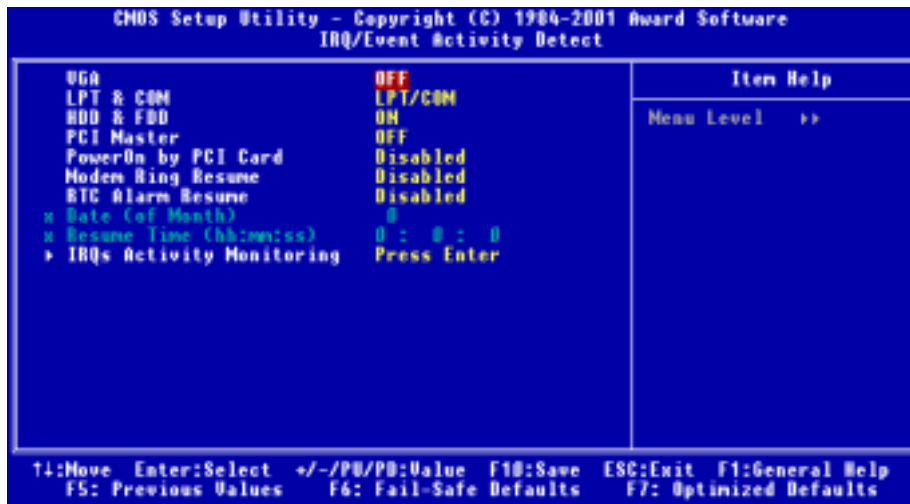 CMOS Setup Utility - Copyright (C) 1984-2001 Award Software
IRQ/Event Activity Detect
VGA OFF
LPT & COM LPT/COM
HDD & FDD ON
PCI Master OFF
PowerOn by PCI Card Disabled
Modem Ring Resume Disabled
RTC Alarm Resume Disabled
x Date (of Month) 0
x Resume Time (hh:mm:ss) 0 : 0 : 0
▸ IRQs Activity Monitoring Press Enter
Item Help
Menu Level ▸▸
↑↓:Move Enter:Select +/-/PU/PD:Value F10:Save ESC:Exit F1:General Help
F5: Previous Values F6: Fail-Safe Defaults F7: Optimized Defaults